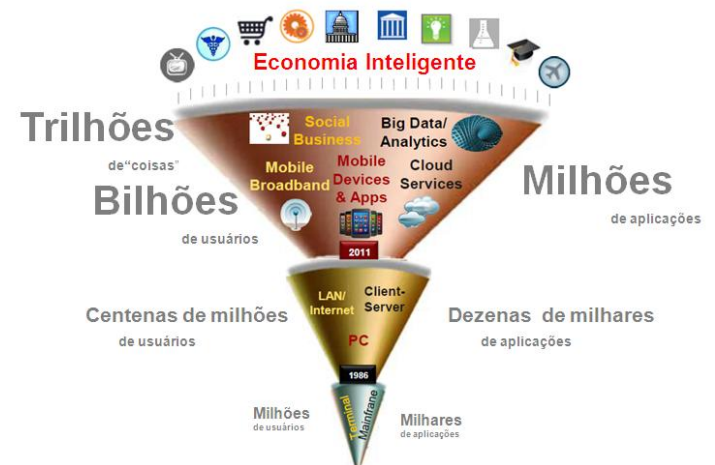 Economia Inteligente
Trilhões
de“coisas”
Bilhões
de usuários
Social
Business
Big Data/
Analytics
Mobile
Broadband
Mobile
Devices
& Apps
Cloud
Services
Milhões
de aplicações
2011
Centenas de milhões
de usuários
LAN/
Internet
Client-
Server
PC
Dezenas de milhares
de aplicações
1986
Milhões
de usuários
Terminal
Mainfrane
Milhares
de aplicações